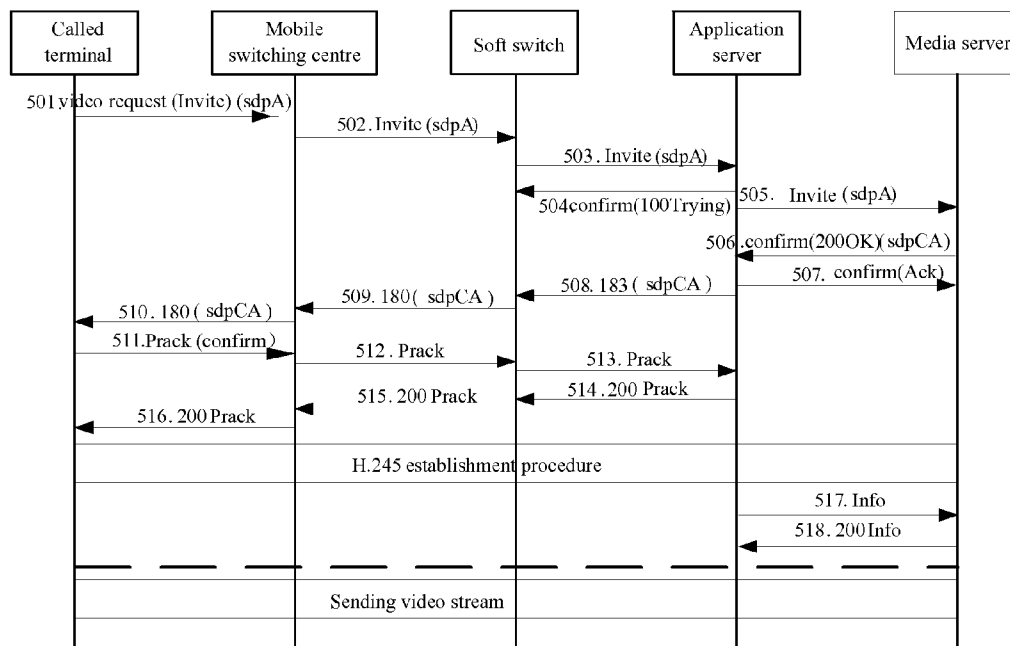 Called
terminal
Mobile
switching centre
Soft switch
Application
server
Media server
501.video request (Invite) (sdpA)
502. Invite (sdpA)
503. Invite (sdpA)
504.confirm(100Trying)
505. Invite (sdpA)
506.confirm(200OK)(sdpCA)
507. confirm(Ack)
508. 183 ( sdpCA)
509. 180 ( sdpCA)
510. 180 ( sdpCA)
511.Prack (confirm)
512. Prack
513. Prack
514. 200 Prack
515. 200 Prack
516. 200 Prack
H.245 establishment procedure
517. Info
518. 200 Info
Sending video stream